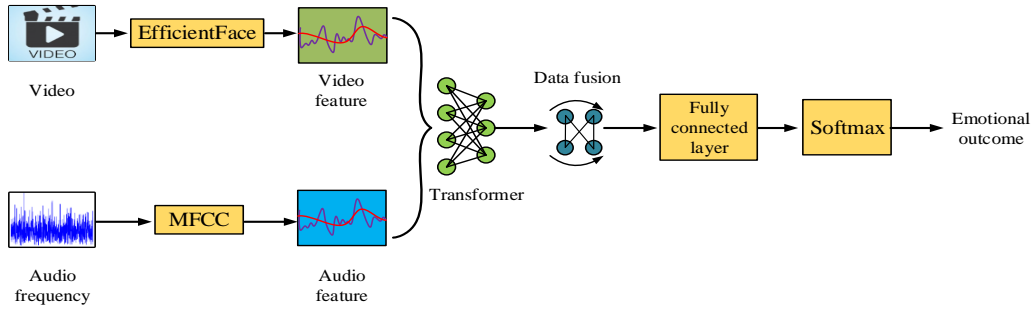 VIDEO
Video
EfficientFace
Video
feature
Audio
frequency
MFCC
Audio
feature
Transformer
Data fusion
Fully
connected
layer
Softmax
Emotional
outcome